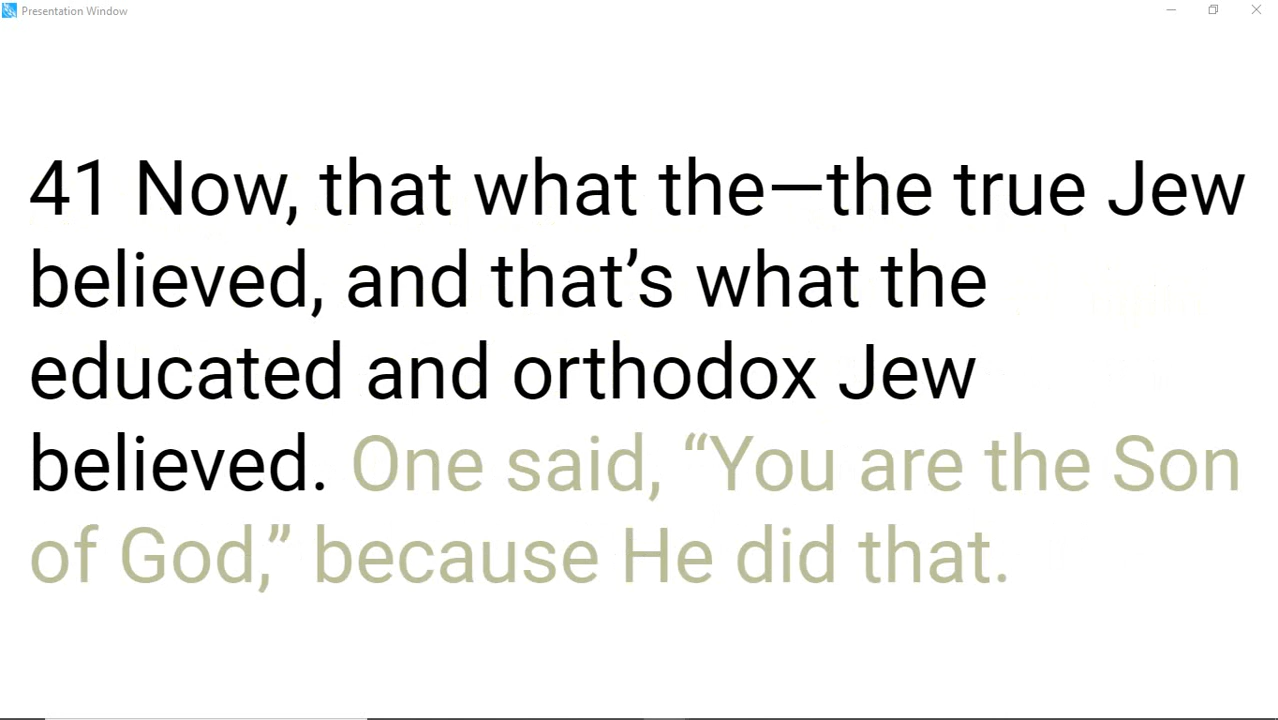 Presentation Window
41 Now, that what the—the true Jew
believed, and that’s what the
educated and orthodox Jew
believed. One said, “You are the Son
of God,” because He did that.